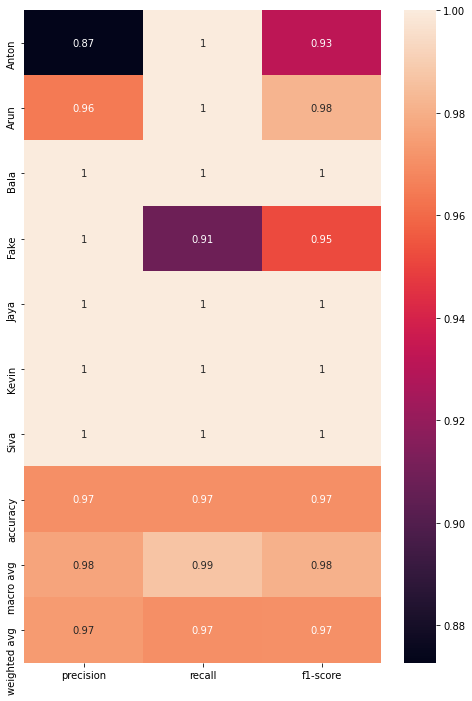 Anton 0.87 1 0.93
Arun 0.96 1 0.98
Bala 1 1 1
Fake 1 0.91 0.95
Jaya 1 1 1
Kevin 1 1 1
Siva 1 1 1
accuracy 0.97 0.97 0.97
macro avg 0.98 0.99 0.98
weighted avg 0.97 0.97 0.97
precision recall f1-score
1.00
0.98
0.96
0.94
0.92
0.90
0.88